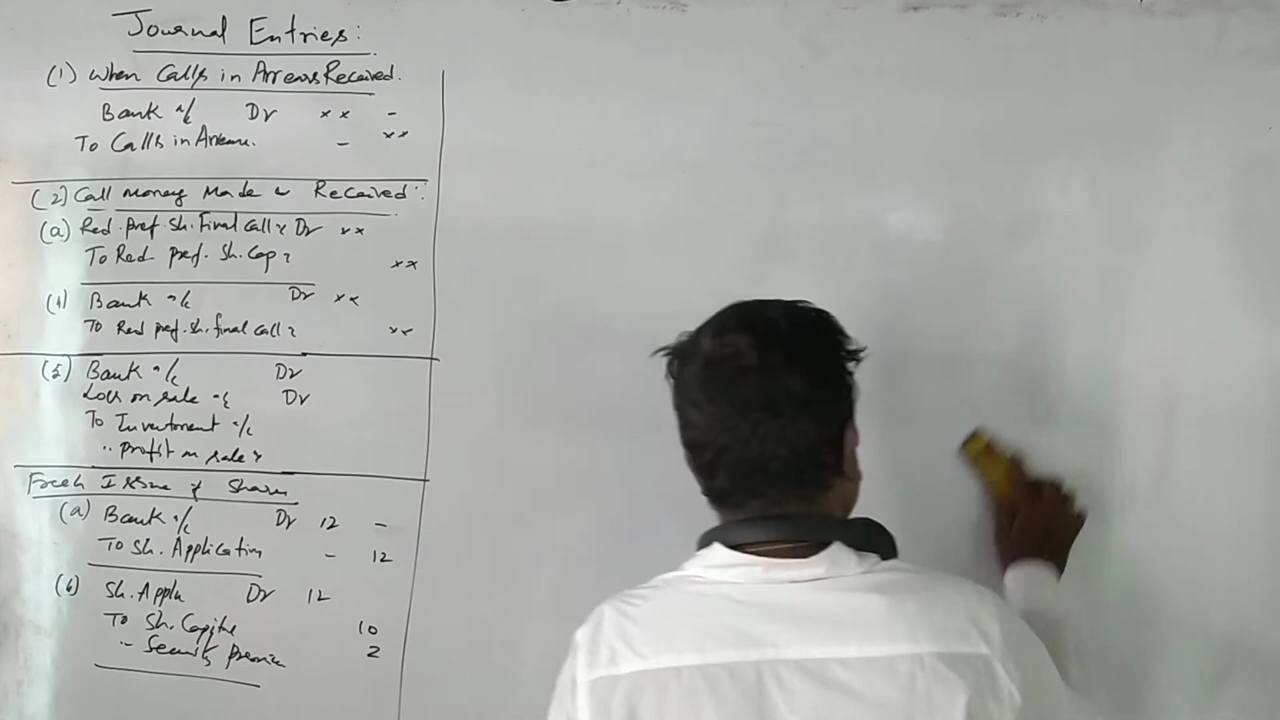 Journal Entries:
(1) When Calls in Arrears Received.
Bank a/c Dr xx -
To Calls in Arrears. - xx
(2) Call money Made & Received:
(a) Red. pref. sh. Final call Dr xx
To Red. pref. sh. Cap xx
Bank a/c Dr xx
To Red pref. sh. final call xx
Bank a/c Dr
Loss on sale a/c Dr
To Investment a/c
" profit on sale
Fresh Issue of Shares
(a) Bank a/c Dr 12 -
To Sh. Application - 12
(b) Sh. Appln Dr 12
To Sh. Capital 10
" Security Premium 2